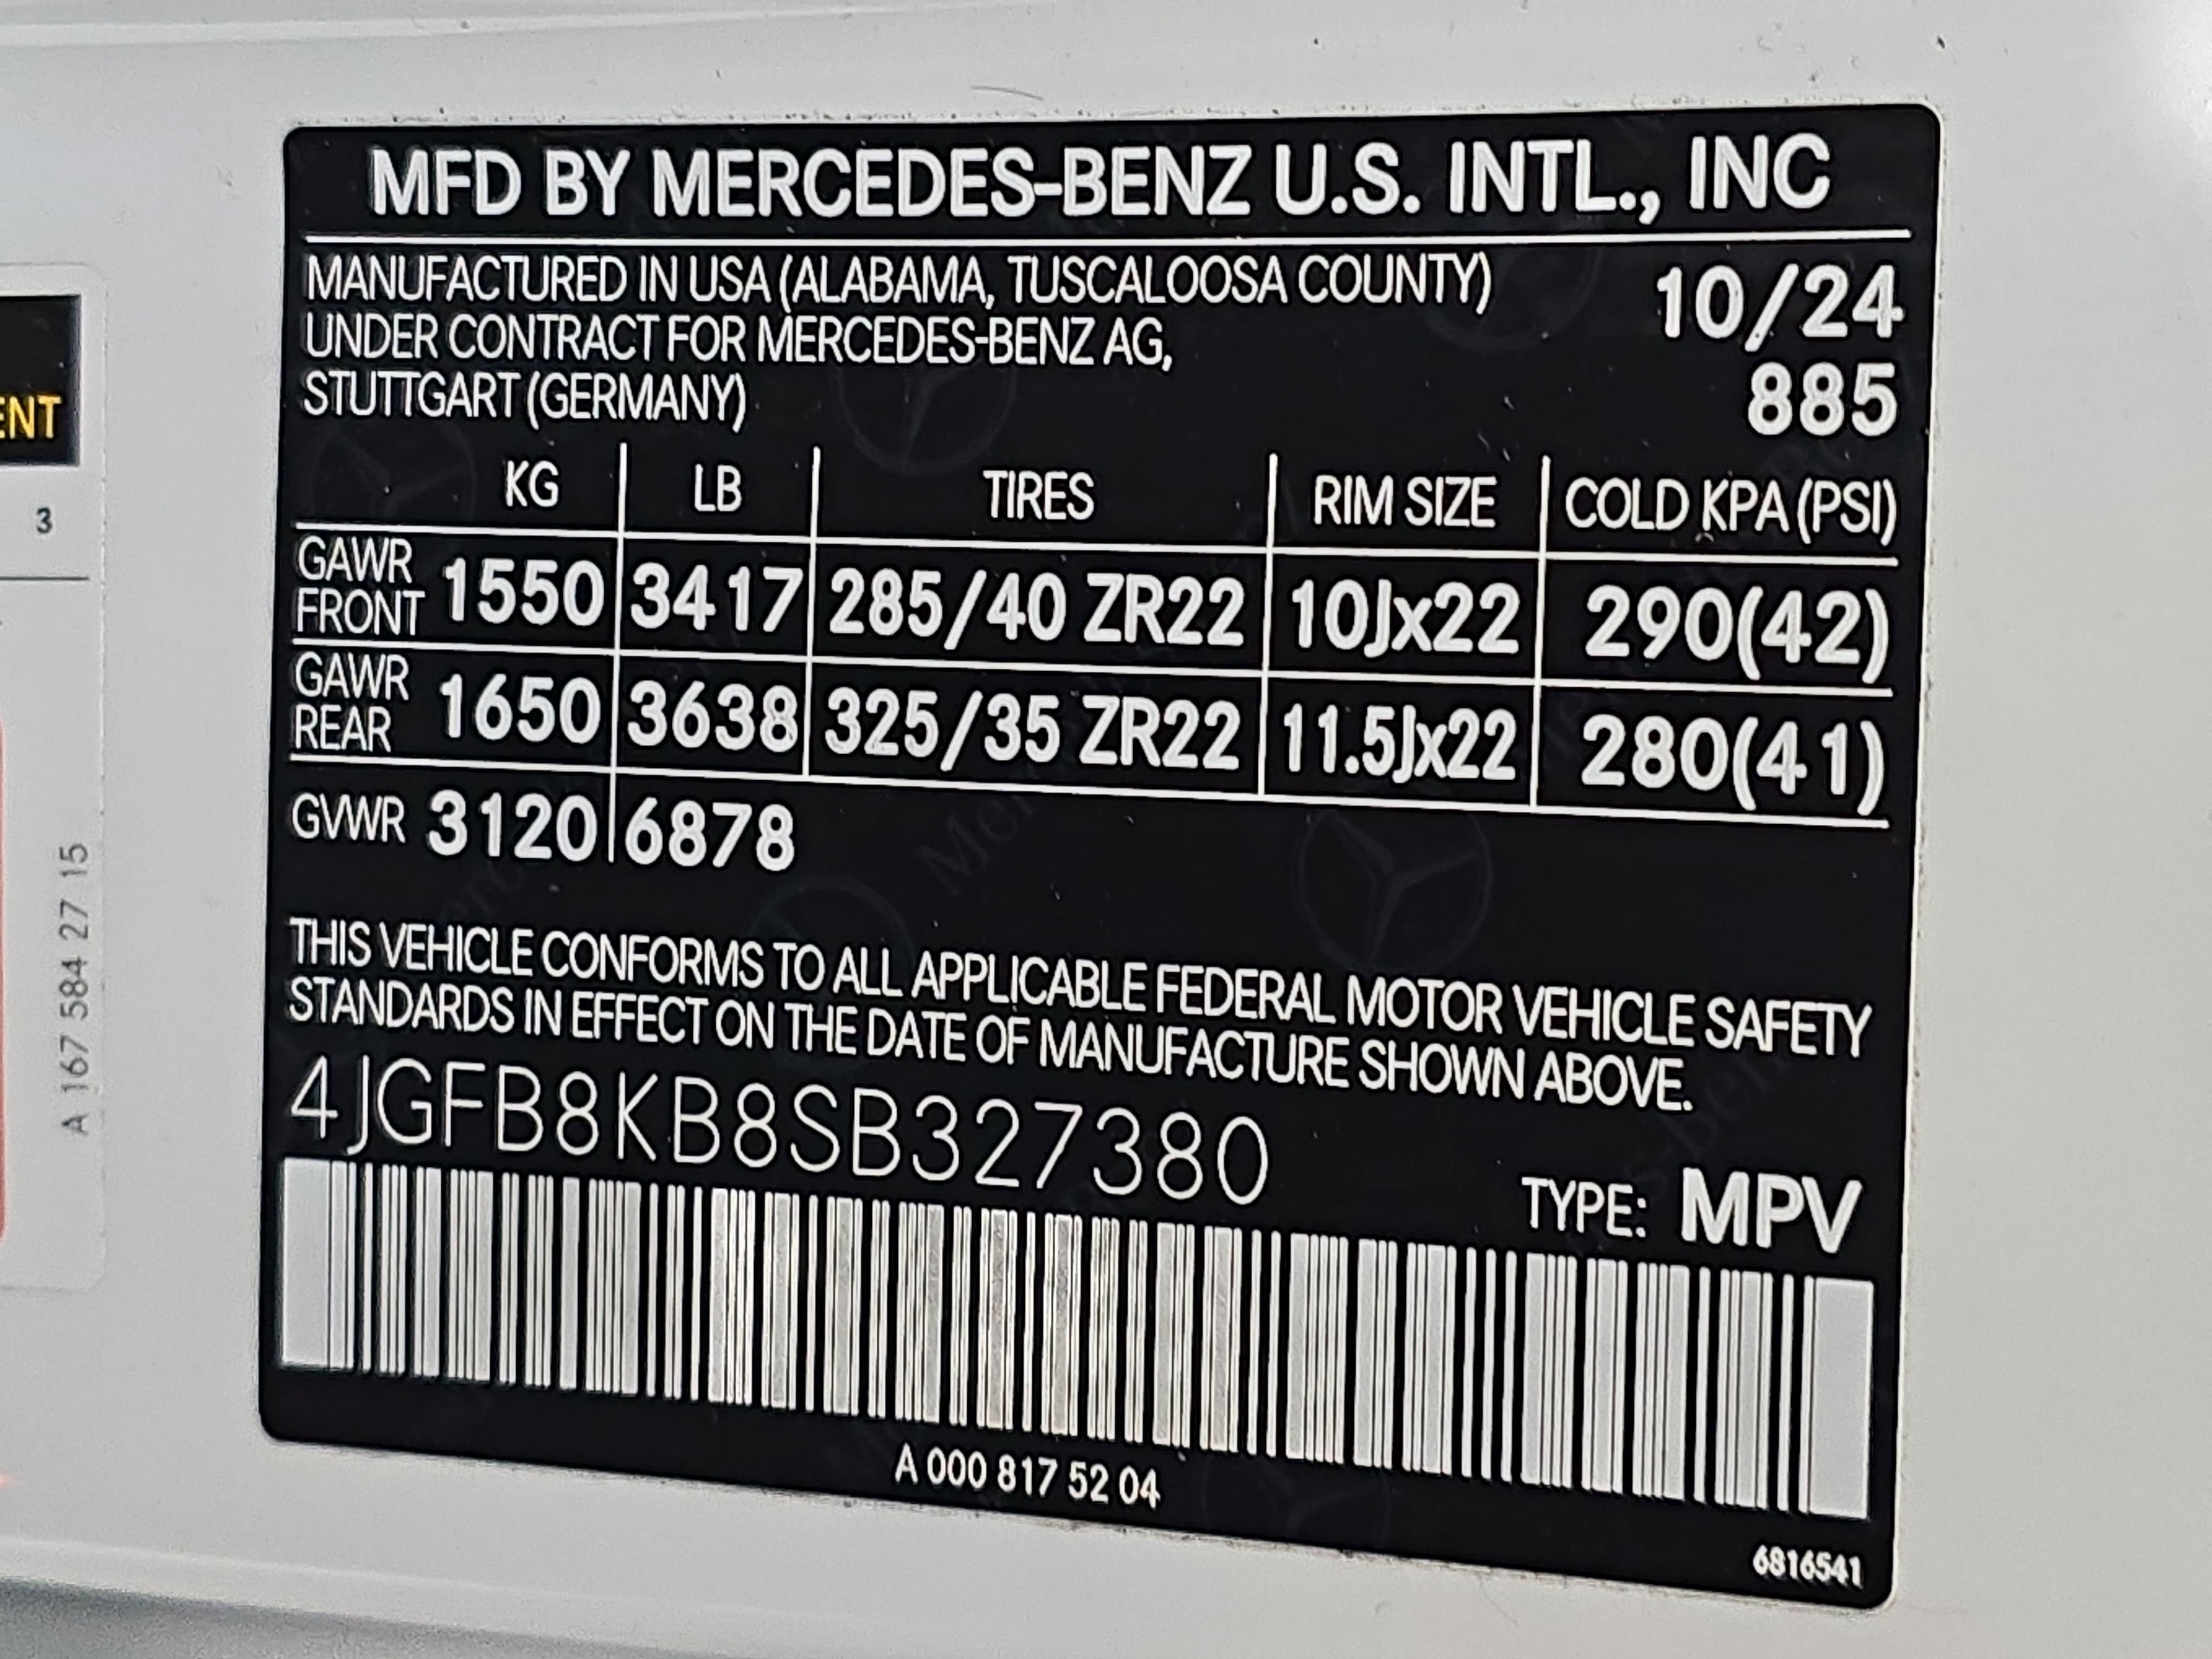 MFD BY MERCEDES-BENZ U.S. INTL., INC
MANUFACTURED IN USA (ALABAMA, TUSCALOOSA COUNTY) 10/24
UNDER CONTRACT FOR MERCEDES-BENZ AG,
STUTTGART (GERMANY) 885
KG LB TIRES RIM SIZE COLD KPA (PSI)
GAWR FRONT 1550 3417 285/40 ZR22 10Jx22 290(42)
GAWR REAR 1650 3638 325/35 ZR22 11.5Jx22 280(41)
GVWR 3120 6878
THIS VEHICLE CONFORMS TO ALL APPLICABLE FEDERAL MOTOR VEHICLE SAFETY
STANDARDS IN EFFECT ON THE DATE OF MANUFACTURE SHOWN ABOVE.
4JGFB8KB8SB327380
TYPE: MPV
A 000 817 52 04
6816541
ENT
3
A 167 584 27 15